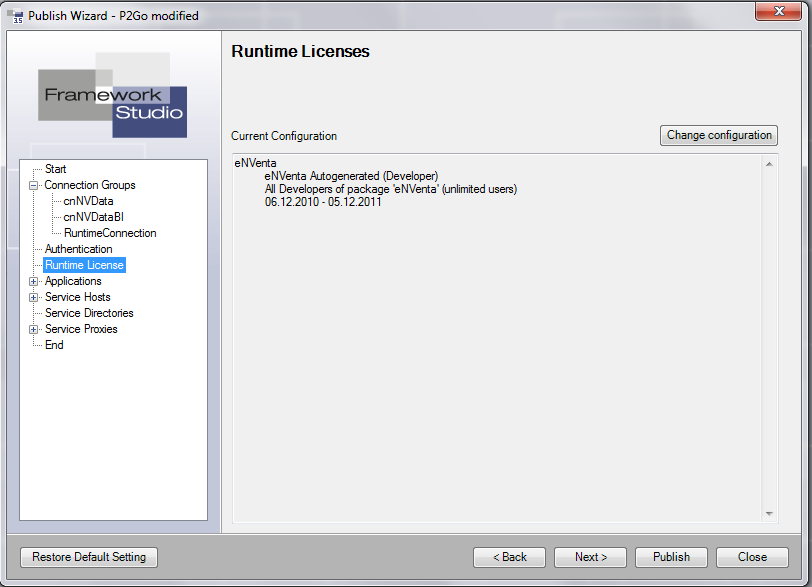 Publish Wizard - P2Go modified
Framework
Studio
Runtime Licenses
Current Configuration
Change configuration
Start
Connection Groups
cnNVData
cnNVDataBI
RuntimeConnection
Authentication
Runtime License
Applications
Service Hosts
Service Directories
Service Proxies
End
eNVenta
eNVenta Autogenerated (Developer)
All Developers of package 'eNVenta' (unlimited users)
06.12.2010 - 05.12.2011
Restore Default Setting
< Back
Next >
Publish
Close